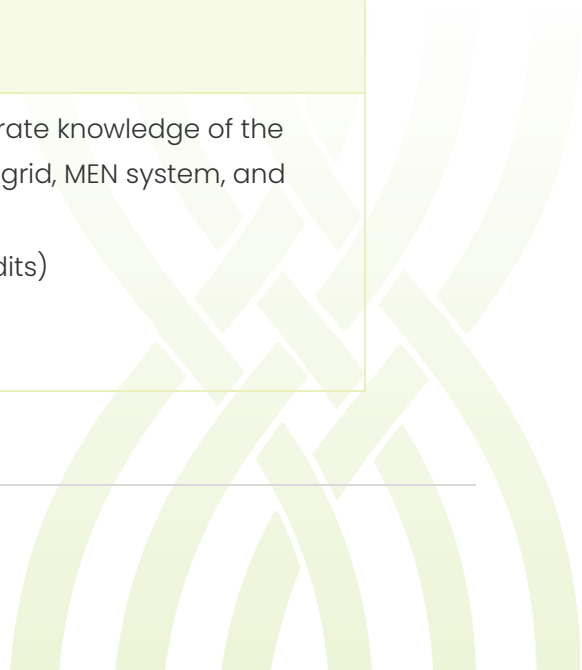 rate knowledge of the
grid, MEN system, and
dits)